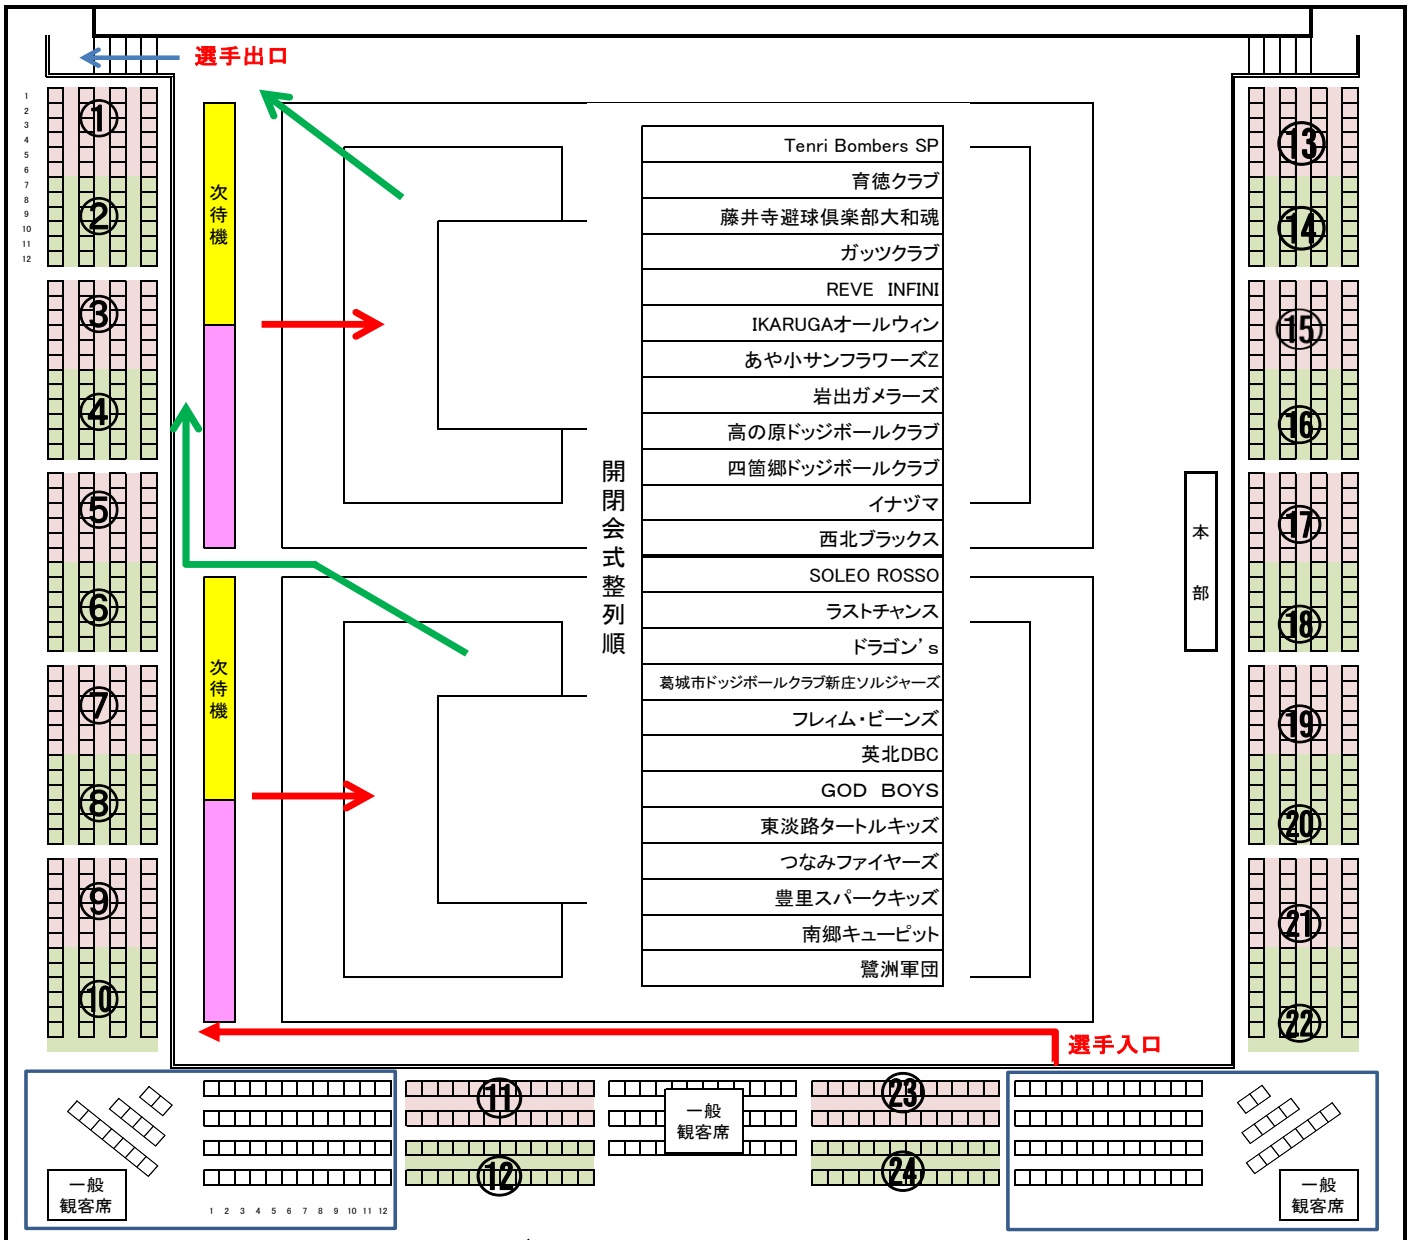 選手出口
1
2
3
4
5
6
7
8
9
10
11
12
①
②
③
④
⑤
⑥
⑦
⑧
⑨
⑩
次待機
次待機
開閉会式整列順
Tenri Bombers SP
育徳クラブ
藤井寺避球倶楽部大和魂
ガッツクラブ
REVE　INFINI
IKARUGAオールウィン
あや小サンフラワーズZ
岩出ガメラーズ
高の原ドッジボールクラブ
四箇郷ドッジボールクラブ
イナヅマ
西北ブラックス
SOLEO ROSSO
ラストチャンス
ドラゴン’ｓ
葛城市ドッジボールクラブ新庄ソルジャーズ
フレィム・ビーンズ
英北DBC
GOD　BOYS
東淡路タートルキッズ
つなみファイヤーズ
豊里スパークキッズ
南郷キューピット
鷺洲軍団
本部
⑬
⑭
⑮
⑯
⑰
⑱
⑲
⑳
㉑
㉒
選手入口
⑪
⑫
一般
観客席
㉓
㉔
一般
観客席
1 2 3 4 5 6 7 8 9 10 11 12
一般
観客席